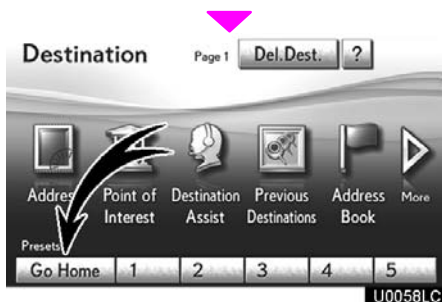 Destination Page 1 Del.Dest. ?
Address Point of Interest Destination Assist Previous Destinations Address Book More
Presets
Go Home 1 2 3 4 5
U0058LC